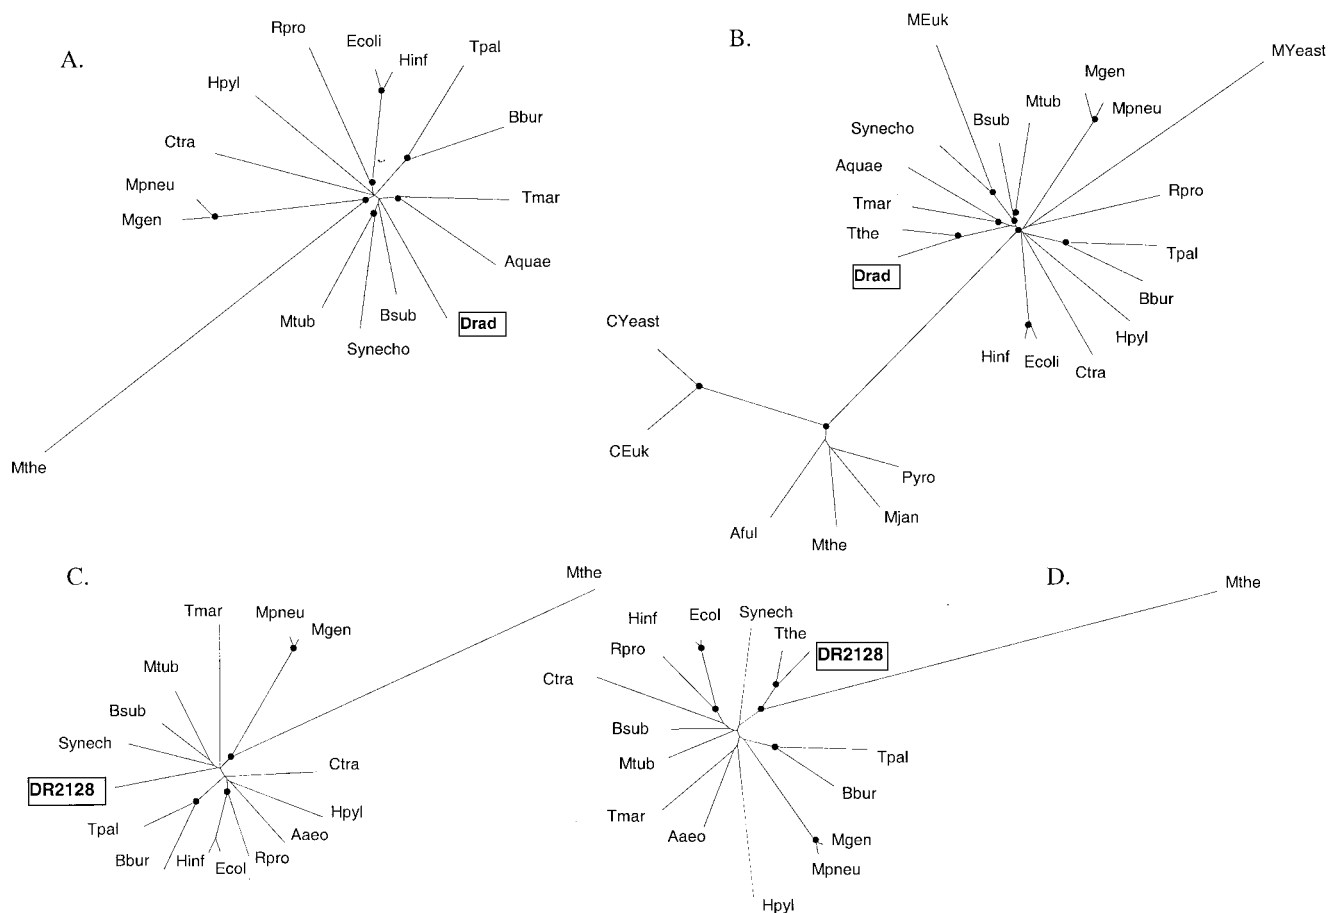 A.
Rpro
Ecoli
Hinf
Tpal
Hpyl
Bbur
Ctra
Mpneu
Mgen
Tmar
Aquae
Drad
Bsub
Mtub
Synecho
Mthe
B.
MEuk
MYeast
Mgen
Mpneu
Mtub
Bsub
Synecho
Aquae
Rpro
Tmar
Tthe
Tpal
Drad
Bbur
Hpyl
Hinf
Ecoli
Ctra
CYeast
CEuk
Pyro
Mjan
Aful
Mthe
C.
Mthe
Tmar
Mpneu
Mgen
Mtub
Bsub
Synech
DR2128
Ctra
Hpyl
Aaeo
Tpal
Bbur
Hinf
Ecol
Rpro
D.
Mthe
Hinf
Ecol
Synech
Tthe
DR2128
Rpro
Ctra
Bsub
Mtub
Tpal
Bbur
Tmar
Aaeo
Mgen
Mpneu
Hpyl